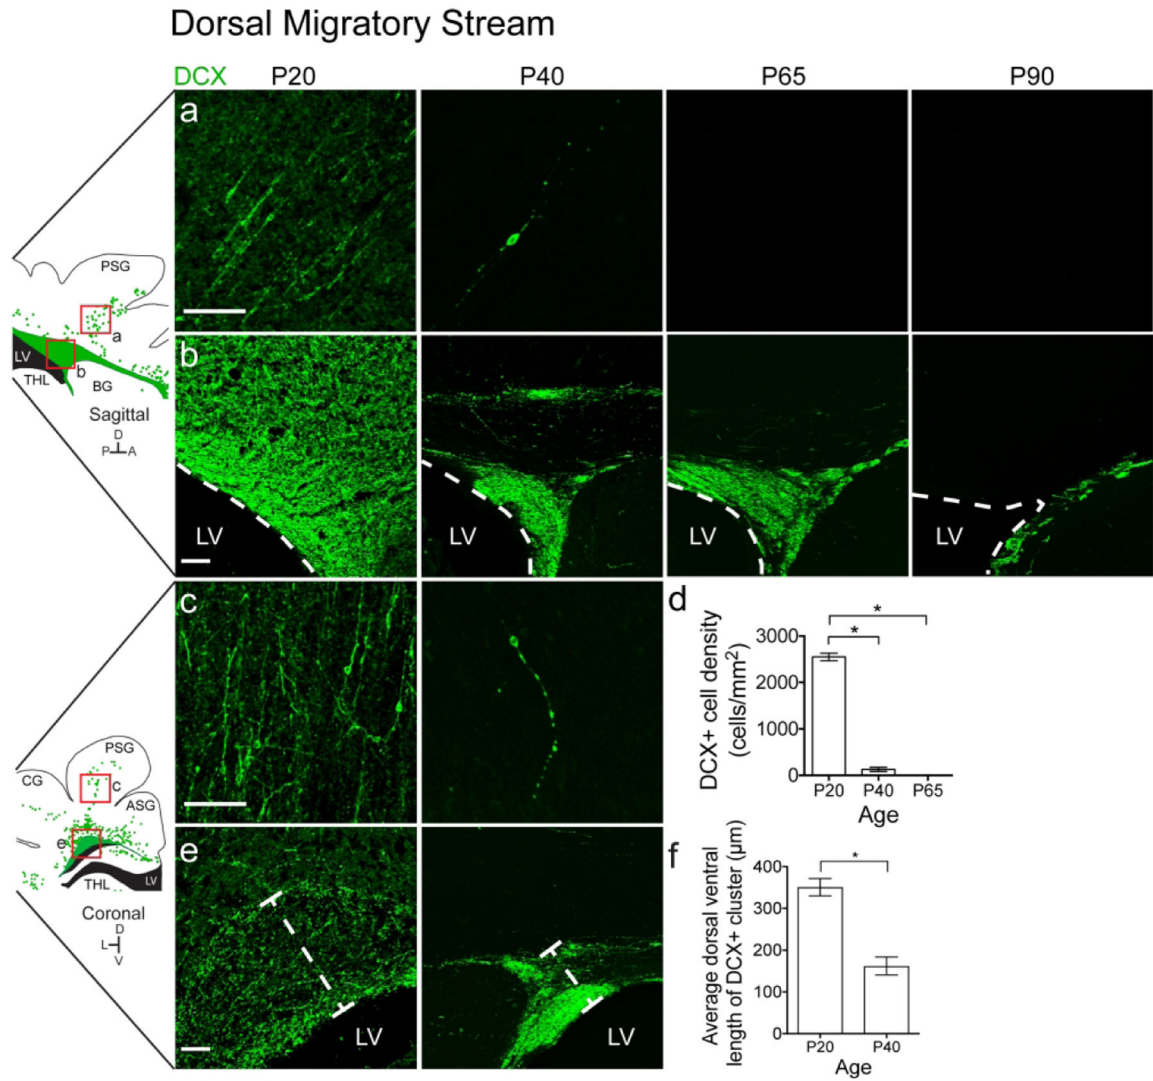 Dorsal Migratory Stream
DCX P20 P40 P65 P90
a
PSG
a
LV
b
THL
BG
Sagittal
D
P A
b
LV
LV
LV
LV
c
d
*
*
3000
2000
1000
0
DCX+ cell density
(cells/mm²)
P20 P40 P65
Age
PSG
CG
c
ASG
e
THL
LV
Coronal
D
L
V
e
LV
LV
f
*
400
300
200
100
0
Average dorsal ventral
length of DCX+ cluster (μm)
P20 P40
Age